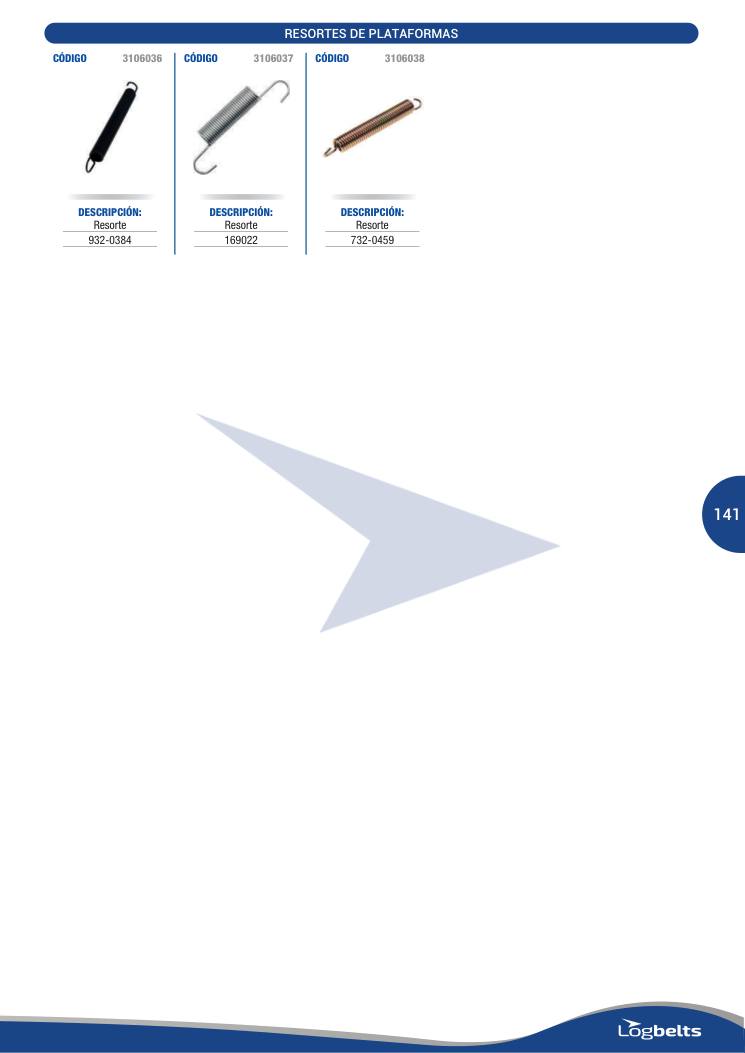 RESORTES DE PLATAFORMAS
CÓDIGO 3106036
DESCRIPCIÓN:
Resorte
932-0384
CÓDIGO 3106037
DESCRIPCIÓN:
Resorte
169022
CÓDIGO 3106038
DESCRIPCIÓN:
Resorte
732-0459
141
Logbelts